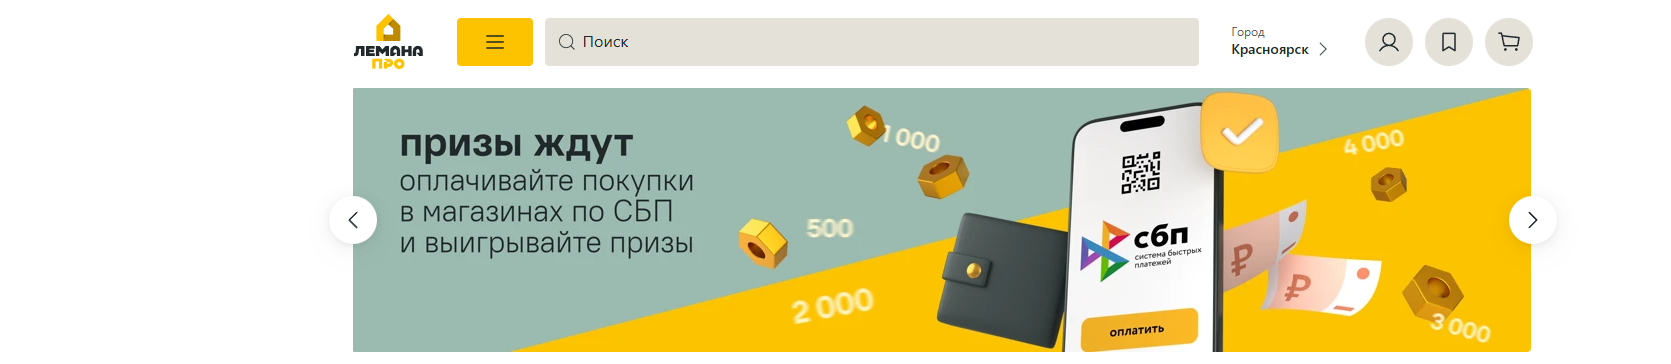 ЛЕМАНА
ПРО
Поиск
Город
Красноярск
призы ждут
оплачивайте покупки
в магазинах по СБП
и выигрывайте призы
1 000
500
2 000
4 000
3 000
сбп
система быстрых
платежей
оплатить
₽
₽